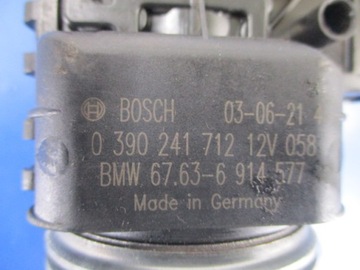 BOSCH 03-06-21 4
0 390 241 712 12V 058
BMW 67.63-6 914 577
Made in Germany